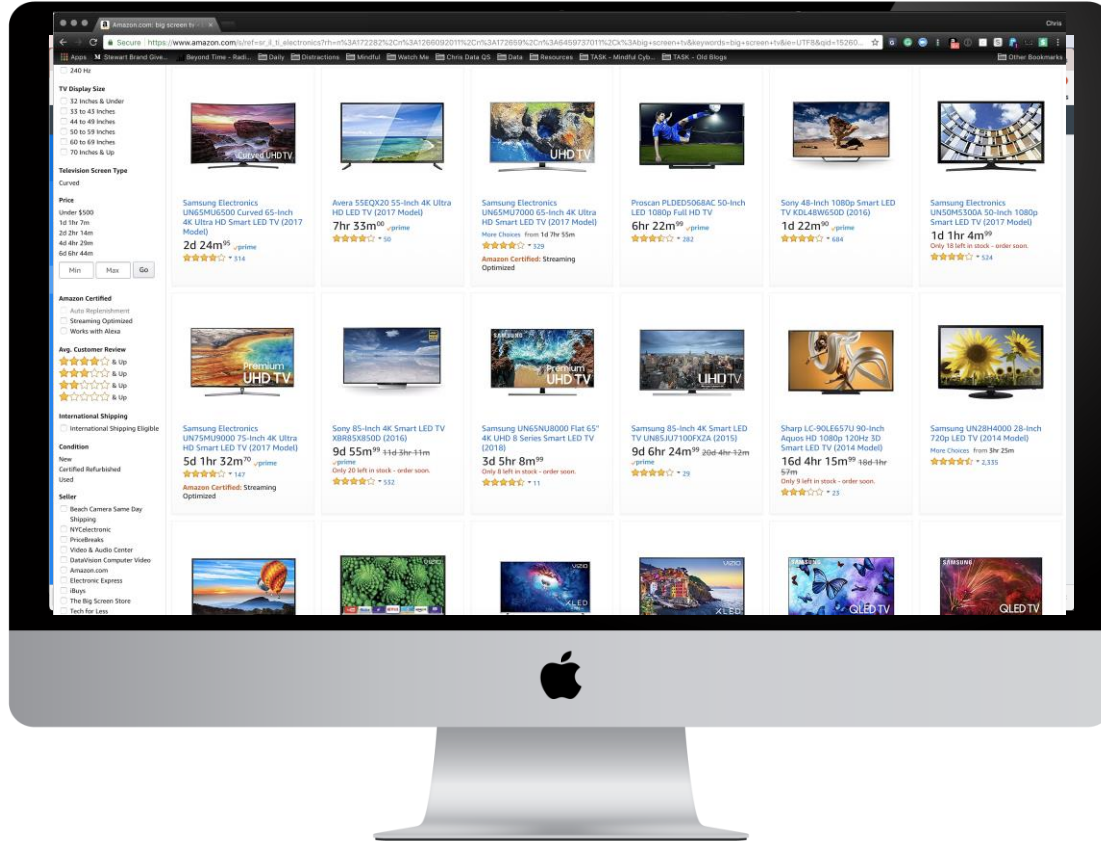 Amazon.com: big screen tv
Chris
Secure https://www.amazon.com/s/ref=sr_il_ti_electronics?rh=n%3A172282%2Cn%3A1266092011%2Cn%3A172659%2Cn%3A6459737011%2Ck%3Abig+screen+tv&keywords=big+screen+tv&ie=UTF8&qid=15260...
Apps M Stewart Brand Give... Beyond Time - Radi... Daily Distractions Mindful Watch Me Chris Data QS Data Resources TASK - Mindful Cyb... TASK - Old Blogs Other Bookmarks
240 Hz
TV Display Size
32 Inches & Under
33 to 43 Inches
44 to 49 Inches
50 to 59 Inches
60 to 69 Inches
70 Inches & Up
Television Screen Type
Curved
Price
Under $500
1d 1hr 7m
2d 2hr 14m
4d 4hr 29m
6d 6hr 44m
Min Max Go
Amazon Certified
Auto Replenishment
Streaming Optimized
Works with Alexa
Avg. Customer Review
& Up
& Up
& Up
& Up
International Shipping
International Shipping Eligible
Condition
New
Certified Refurbished
Used
Seller
Beach Camera Same Day
Shipping
NYCelectronic
PriceBreaks
Video & Audio Center
DataVision Computer Video
Amazon.com
Electronic Express
iBuys
The Big Screen Store
Tech for Less
Curved UHD TV
Samsung Electronics
UN65MU6500 Curved 65-Inch
4K Ultra HD Smart LED TV (2017
Model)
2d 24m95 prime
514
Avera 55EQX20 55-Inch 4K Ultra
HD LED TV (2017 Model)
7hr 33m00 prime
50
UHD TV
Samsung Electronics
UN65MU7000 65-Inch 4K Ultra
HD Smart LED TV (2017 Model)
More Choices from 1d 7hr 55m
529
Amazon Certified: Streaming
Optimized
Proscan PLDED5068AC 50-Inch
LED 1080p Full HD TV
6hr 22m99 prime
282
Sony 48-Inch 1080p Smart LED
TV KDL48W650D (2016)
1d 22m90 prime
684
Samsung Electronics
UN50M5300A 50-Inch 1080p
Smart LED TV (2017 Model)
1d 1hr 4m99
Only 18 left in stock - order soon.
524
Premium
UHD TV
Samsung Electronics
UN75MU9000 75-Inch 4K Ultra
HD Smart LED TV (2017 Model)
5d 1hr 32m70 prime
147
Amazon Certified: Streaming
Optimized
Sony 85-Inch 4K Smart LED TV
XBR85X850D (2016)
9d 55m99 11d 3hr 11m
prime
Only 20 left in stock - order soon.
532
SAMSUNG
Premium
UHD TV
Samsung UN65NU8000 Flat 65"
4K UHD 8 Series Smart LED TV
(2018)
3d 5hr 8m99
Only 8 left in stock - order soon.
11
UHD TV
Samsung 85-Inch 4K Smart LED
TV UN85JU7100FXZA (2015)
9d 6hr 24m99 20d 4hr 12m
prime
29
Sharp LC-90LE657U 90-Inch
Aquos HD 1080p 120Hz 3D
Smart LED TV (2014 Model)
16d 4hr 15m99 18d 1hr
57m
Only 9 left in stock - order soon.
23
Samsung UN28H4000 28-Inch
720p LED TV (2014 Model)
More Choices from 3hr 25m
2,335
VIZIO
VIZIO
XLED
VIZIO
XLED
SAMSUNG
QLED TV
SAMSUNG
QLED TV